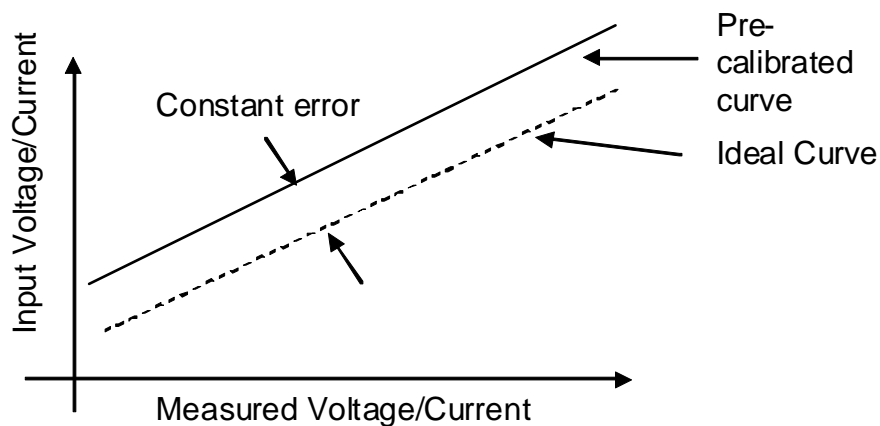 Pre-
calibrated
curve
Constant error
Ideal Curve
Input Voltage/Current
Measured Voltage/Current